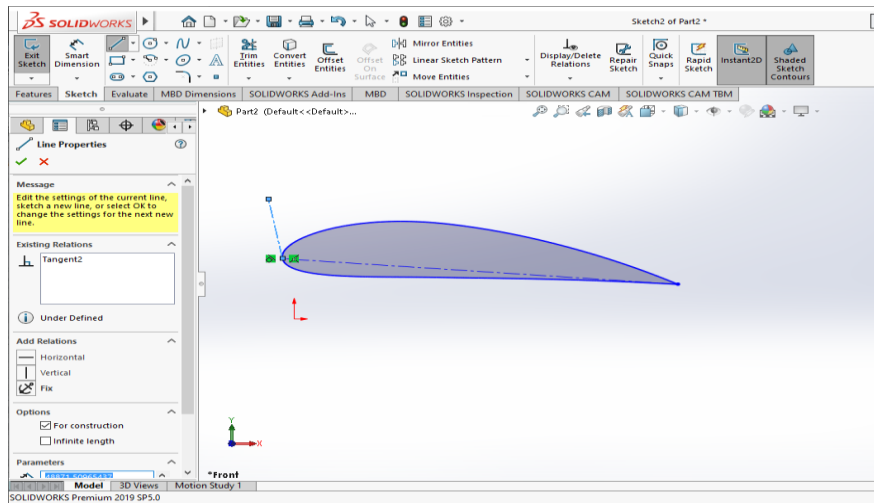 SOLIDWORKS
Sketch2 of Part2 *
Exit Sketch
Smart Dimension
Trim Entities
Convert Entities
Offset Entities
Offset On Surface
Mirror Entities
Linear Sketch Pattern
Move Entities
Display/Delete Relations
Repair Sketch
Quick Snaps
Rapid Sketch
Instant2D
Shaded Sketch Contours
Features
Sketch
Evaluate
MBD Dimensions
SOLIDWORKS Add-Ins
MBD
SOLIDWORKS Inspection
SOLIDWORKS CAM
SOLIDWORKS CAM TBM
Part2 (Default<<Default>...
Line Properties
Message
Edit the settings of the current line,
sketch a new line, or select OK to
change the settings for the next new
line.
Existing Relations
Tangent2
Under Defined
Add Relations
Horizontal
Vertical
Fix
Options
For construction
Infinite length
Parameters
Y
X
*Front
Model
3D Views
Motion Study 1
SOLIDWORKS Premium 2019 SP5.0